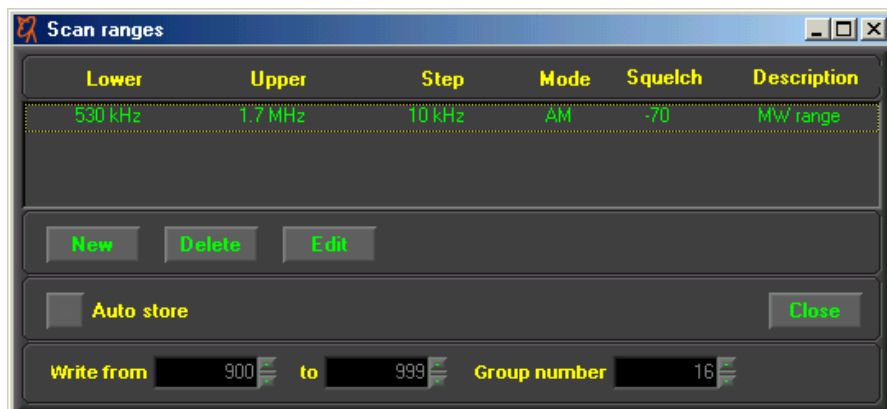 Scan ranges
Lower Upper Step Mode Squelch Description
530 kHz 1.7 MHz 10 kHz AM -70 MW range
New Delete Edit
Auto store Close
Write from 900 to 999 Group number 16